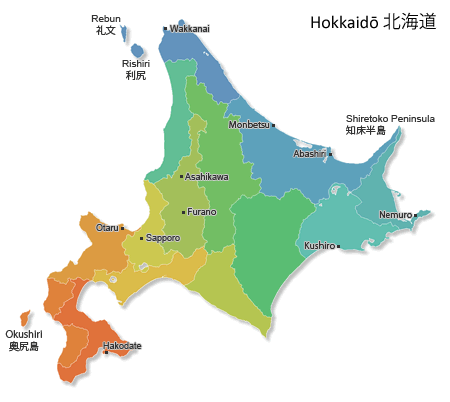 Rebun
礼文
Wakkanai
Hokkaidō 北海道
Rishiri
利尻
Monbetsu
Shiretoko Peninsula
知床半島
Abashiri
Asahikawa
Furano
Nemuro
Otaru
Sapporo
Kushiro
Okushiri
奥尻島
Hakodate